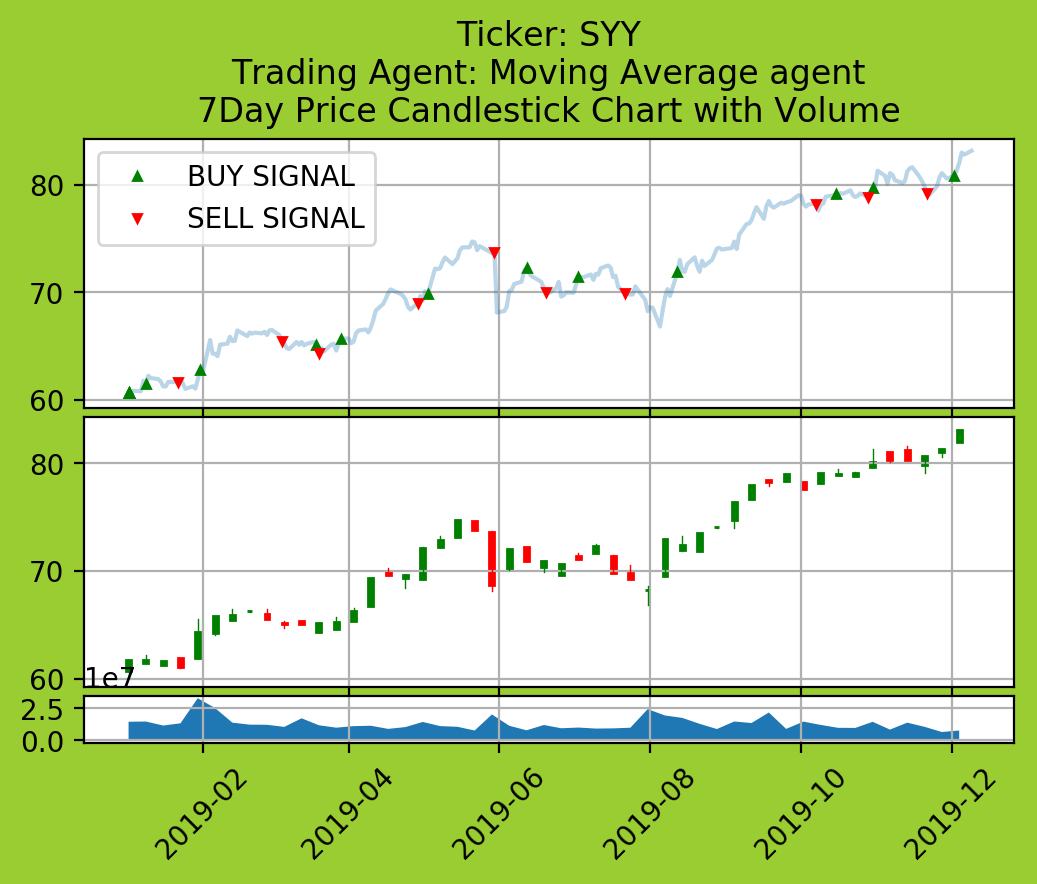 Ticker: SYY
Trading Agent: Moving Average agent
7Day Price Candlestick Chart with Volume
BUY SIGNAL
SELL SIGNAL
80
70
60
80
70
60
1e7
2.5
0.0
2019-02
2019-04
2019-06
2019-08
2019-10
2019-12